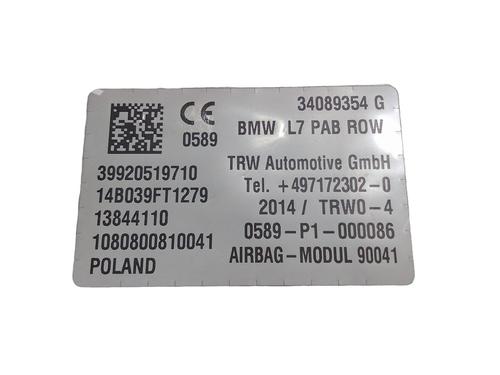 34089354 G
CE
0589
BMW L7 PAB ROW
39920519710
TRW Automotive GmbH
14B039FT1279
Tel. +497172302-0
13844110
2014 / TRWO-4
1080800810041
0589-P1-000086
POLAND
AIRBAG-MODUL 90041